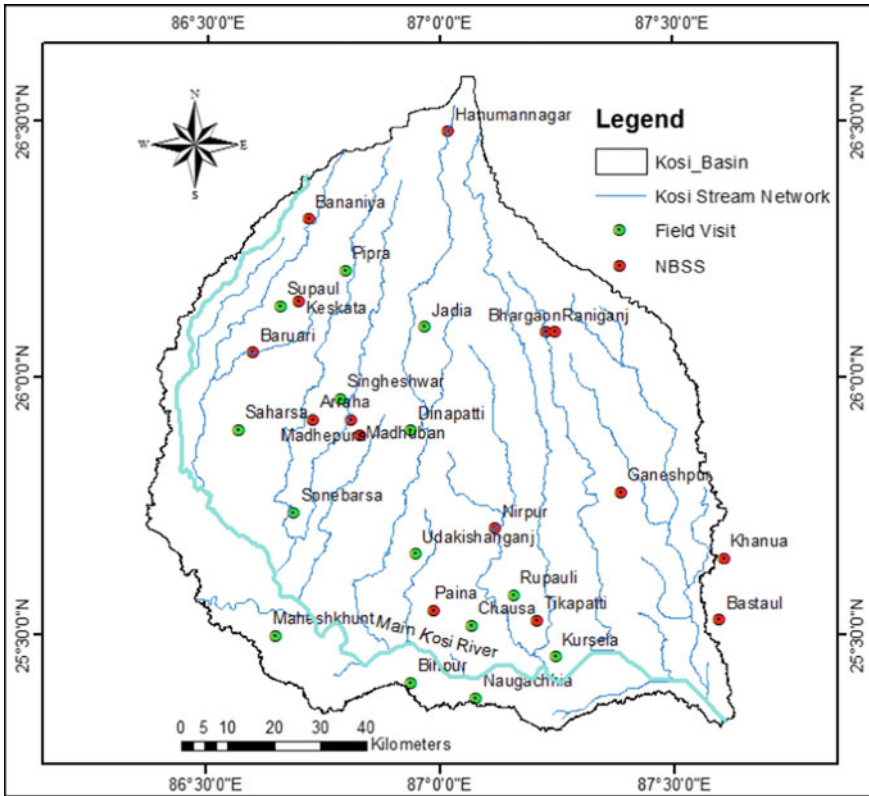 86°30'0"E 87°0'0"E 87°30'0"E
26°30'0"N 26°30'0"N
26°0'0"N 26°0'0"N
25°30'0"N 25°30'0"N
N
W E
S
Legend
Kosi_Basin
Kosi Stream Network
Field Visit
NBSS
Hanumannagar
Bananiya
Pipra
Supaul
Keskata
Jadia
Bhargaon Raniganj
Baruari
Singheshwar
Saharsa
Arraha
Dinapatti
Madhepura
Madhuban
Ganeshpur
Sonebarsa
Nirpur
Udakishanganj
Khanua
Rupauli
Paina
Chausa
Tikapatti
Bastaul
Maheshkhunt
Main Kosi River
Kursela
Bihpur
Naugachhia
0 5 10 20 30 40
Kilometers
86°30'0"E 87°0'0"E 87°30'0"E